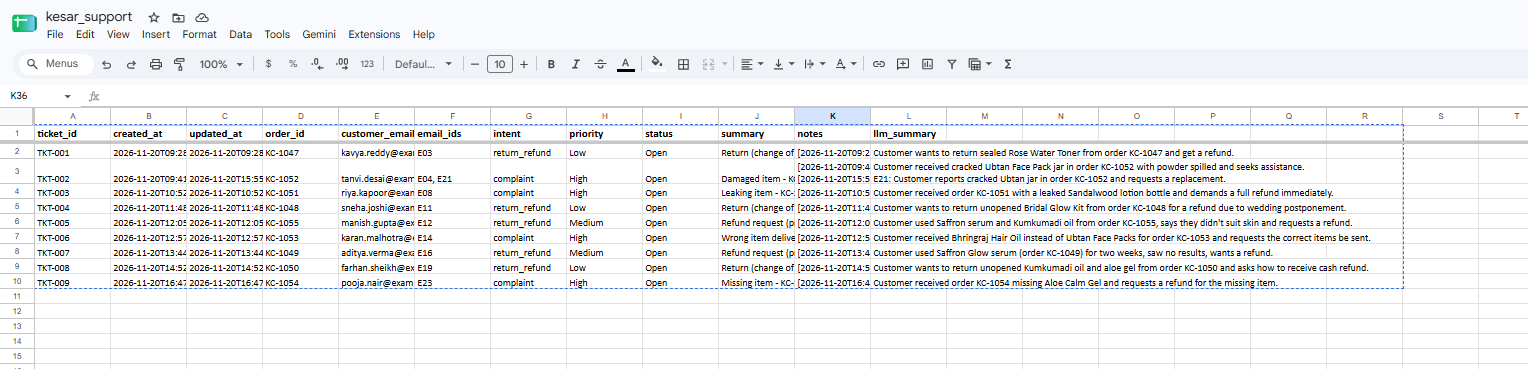 kesar_support
File Edit View Insert Format Data Tools Gemini Extensions Help
Menus 100% $ % .0 .00 123 Defaul... 10 B I A A Σ
K36 fx
A B C D E F G H I J K L M N O P Q R S T
1 ticket_id created_at updated_at order_id customer_email email_ids intent priority status summary notes llm_summary
2 TKT-001 2026-11-20T09:28 2026-11-20T09:28 KC-1047 kavya.reddy@exar E03 return_refund Low Open Return (change of [2026-11-20T09:2 Customer wants to return sealed Rose Water Toner from order KC-1047 and get a refund.
[2026-11-20T09:4 Customer received cracked Ubtan Face Pack jar in order KC-1052 with powder spilled and seeks assistance.
3 TKT-002 2026-11-20T09:41 2026-11-20T15:55 KC-1052 tanvi.desai@exam E04, E21 complaint High Open Damaged item - KC [2026-11-20T15:5 E21: Customer reports cracked Ubtan jar in order KC-1052 and requests a replacement.
4 TKT-003 2026-11-20T10:52 2026-11-20T10:52 KC-1051 riya.kapoor@exam E08 complaint High Open Leaking item - KC- [2026-11-20T10:5 Customer received order KC-1051 with a leaked Sandalwood lotion bottle and demands a full refund immediately.
5 TKT-004 2026-11-20T11:48 2026-11-20T11:48 KC-1048 sneha.joshi@exam E11 return_refund Low Open Return (change of [2026-11-20T11:4 Customer wants to return unopened Bridal Glow Kit from order KC-1048 for a refund due to wedding postponement.
6 TKT-005 2026-11-20T12:05 2026-11-20T12:05 KC-1055 manish.gupta@ex E12 return_refund Medium Open Refund request (p [2026-11-20T12:0 Customer used Saffron serum and Kumkumadi oil from order KC-1055, says they didn't suit skin and requests a refund.
7 TKT-006 2026-11-20T12:57 2026-11-20T12:57 KC-1053 karan.malhotra@e E14 complaint High Open Wrong item delive [2026-11-20T12:5 Customer received Bhringraj Hair Oil instead of Ubtan Face Packs for order KC-1053 and requests the correct items be sent.
8 TKT-007 2026-11-20T13:44 2026-11-20T13:44 KC-1049 aditya.verma@ex E16 return_refund Medium Open Refund request (p [2026-11-20T13:4 Customer used Saffron Glow serum (order KC-1049) for two weeks, saw no results, wants a refund.
9 TKT-008 2026-11-20T14:52 2026-11-20T14:52 KC-1050 farhan.sheikh@ex E19 return_refund Low Open Return (change of [2026-11-20T14:5 Customer wants to return unopened Kumkumadi oil and aloe gel from order KC-1050 and asks how to receive cash refund.
10 TKT-009 2026-11-20T16:47 2026-11-20T16:47 KC-1054 pooja.nair@exam E23 complaint High Open Missing item - KC- [2026-11-20T16:4 Customer received order KC-1054 missing Aloe Calm Gel and requests a refund for the missing item.
11
12
13
14
15